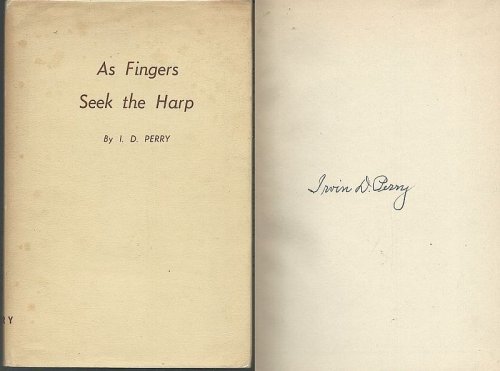 As Fingers
Seek the Harp
By I. D. PERRY
RY
Irvin D. Perry